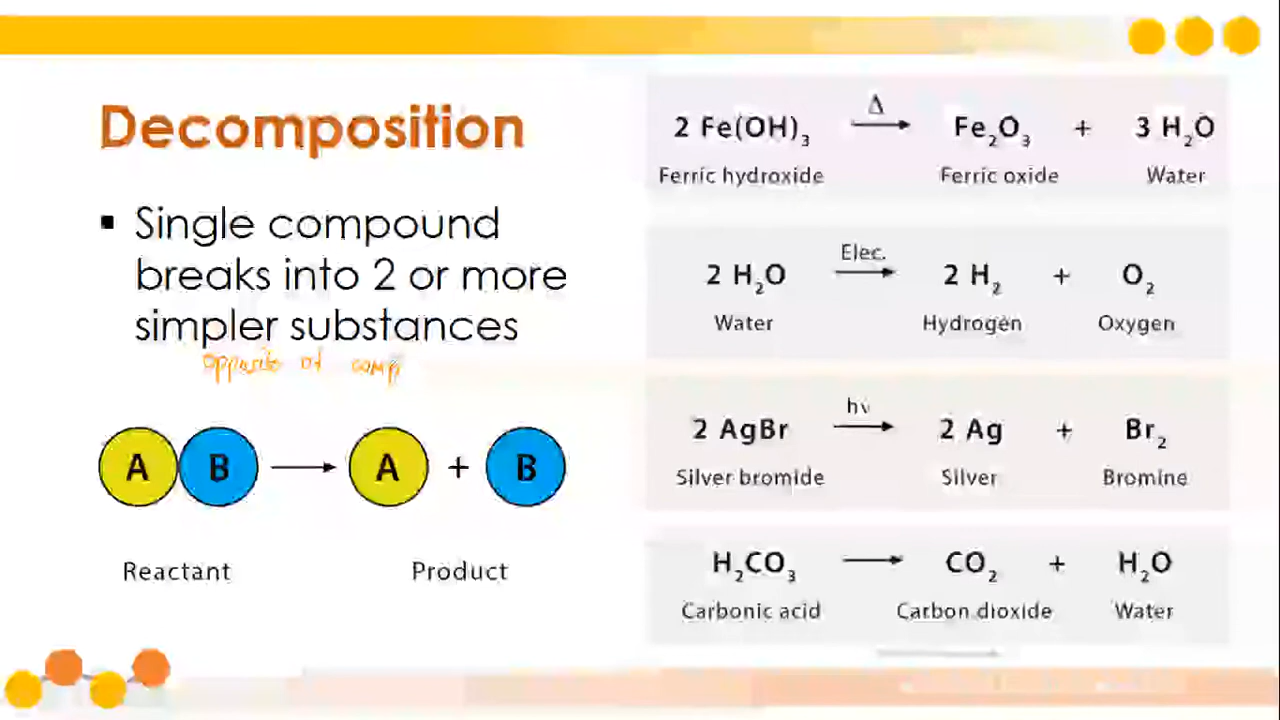 Decomposition
▪ Single compound
breaks into 2 or more
simpler substances
opposite of comp
A B → A + B
Reactant Product
2 Fe(OH)₃ Δ→ Fe₂O₃ + 3 H₂O
Ferric hydroxide Ferric oxide Water
2 H₂O Elec.→ 2 H₂ + O₂
Water Hydrogen Oxygen
2 AgBr hν→ 2 Ag + Br₂
Silver bromide Silver Bromine
H₂CO₃ → CO₂ + H₂O
Carbonic acid Carbon dioxide Water